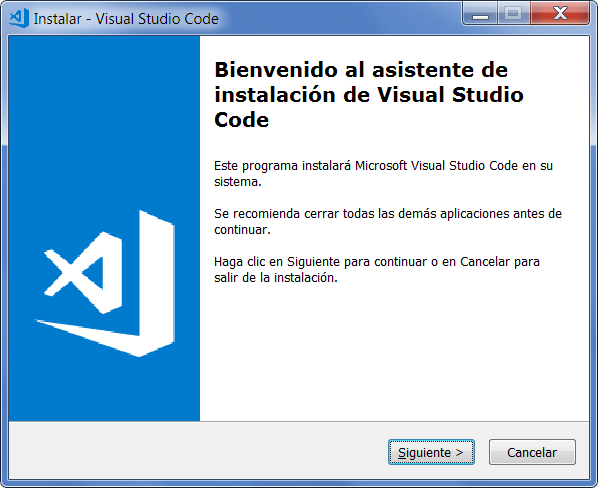 Instalar - Visual Studio Code
Bienvenido al asistente de
instalación de Visual Studio
Code
Este programa instalará Microsoft Visual Studio Code en su
sistema.
Se recomienda cerrar todas las demás aplicaciones antes de
continuar.
Haga clic en Siguiente para continuar o en Cancelar para
salir de la instalación.
Siguiente >
Cancelar